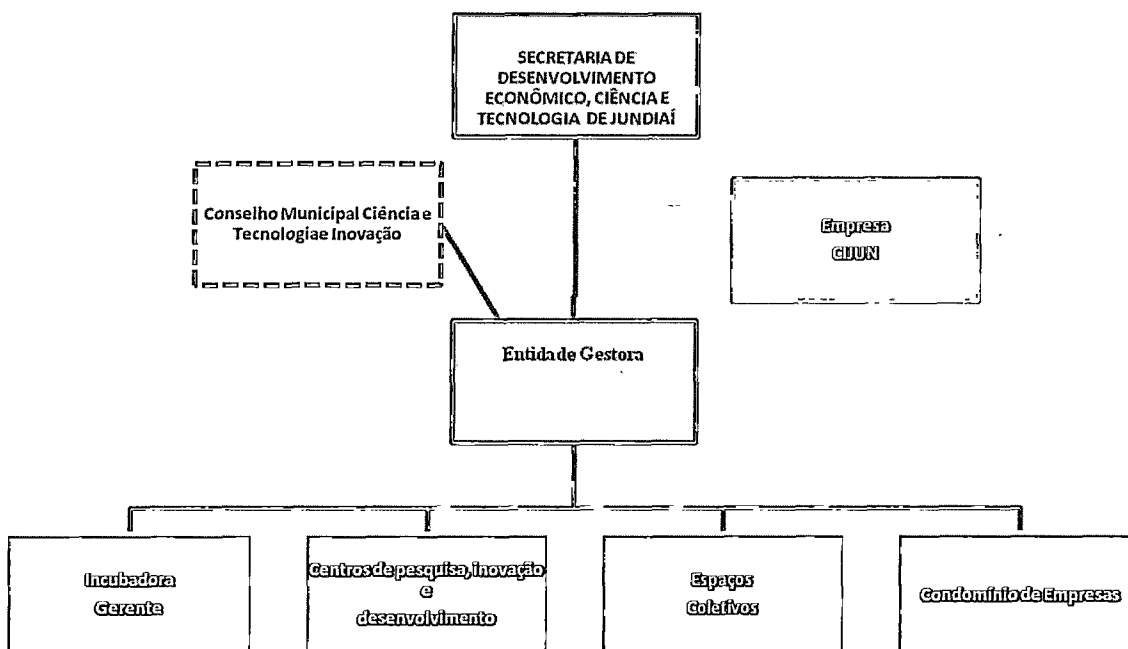 SECRETARIA DE
DESENVOLVIMENTO
ECONÔMICO, CIÊNCIA E
TECNOLOGIA DE JUNDIAÍ
Conselho Municipal Ciência e
Tecnologiae Inovação
Empresa
CIJUN
Entidade Gestora
Incubadora
Gerente
Centros de pesquisa, inovação
e
desenvolvimento
Espaços
Coletivos
Condomínio de Empresas